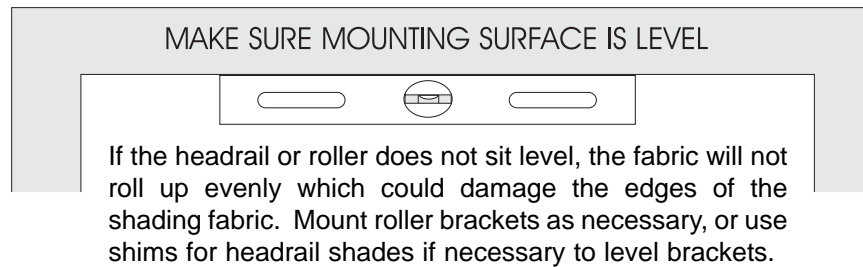 MAKE SURE MOUNTING SURFACE IS LEVEL
If the headrail or roller does not sit level, the fabric will not
roll up evenly which could damage the edges of the
shading fabric. Mount roller brackets as necessary, or use
shims for headrail shades if necessary to level brackets.